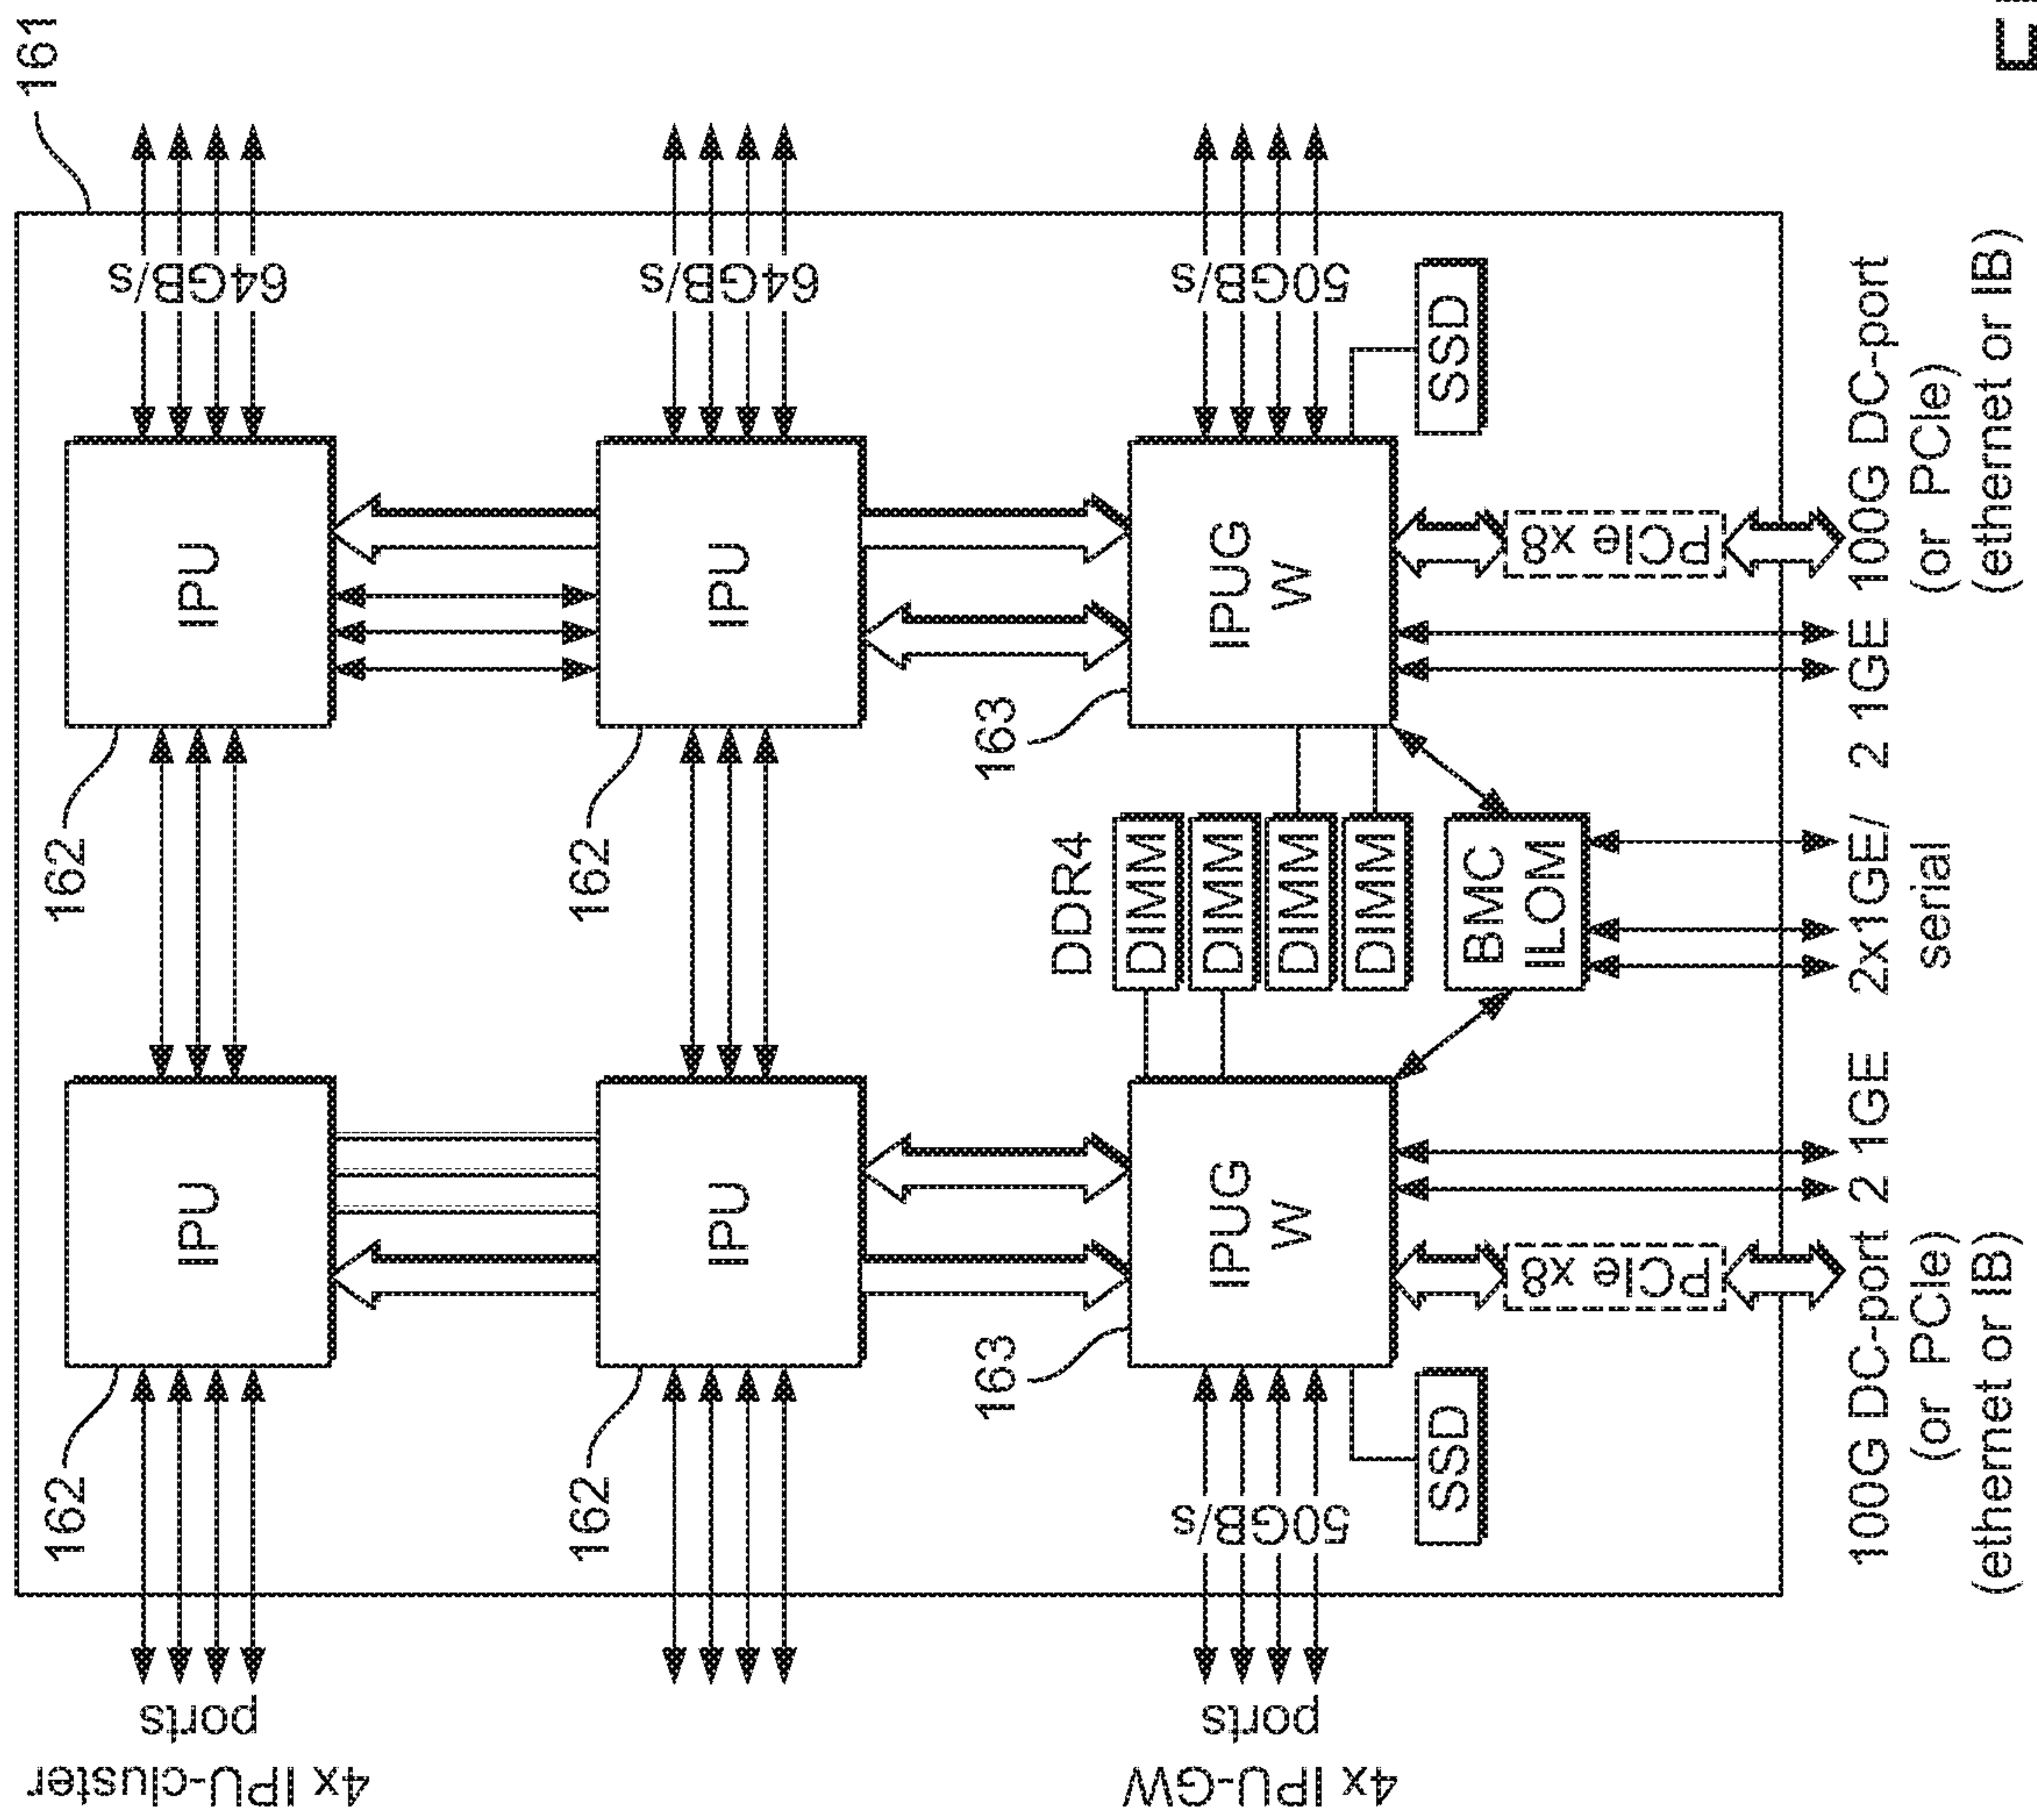 161
162
162
162
162
IPU
IPU
IPU
IPU
64GB/s
64GB/s
4x IPU-cluster
ports
163
163
IPUG
W
IPUG
W
50GB/s
50GB/s
4x IPU-GW
ports
DDR4
DIMM
DIMM
DIMM
DIMM
SSD
SSD
BMC
ILOM
PCIe x8
PCIe x8
100G DC-port
(or PCIe)
(ethernet or IB)
2 1GE
2x1GE/
serial
2 1GE
100G DC-port
(or PCIe)
(ethernet or IB)